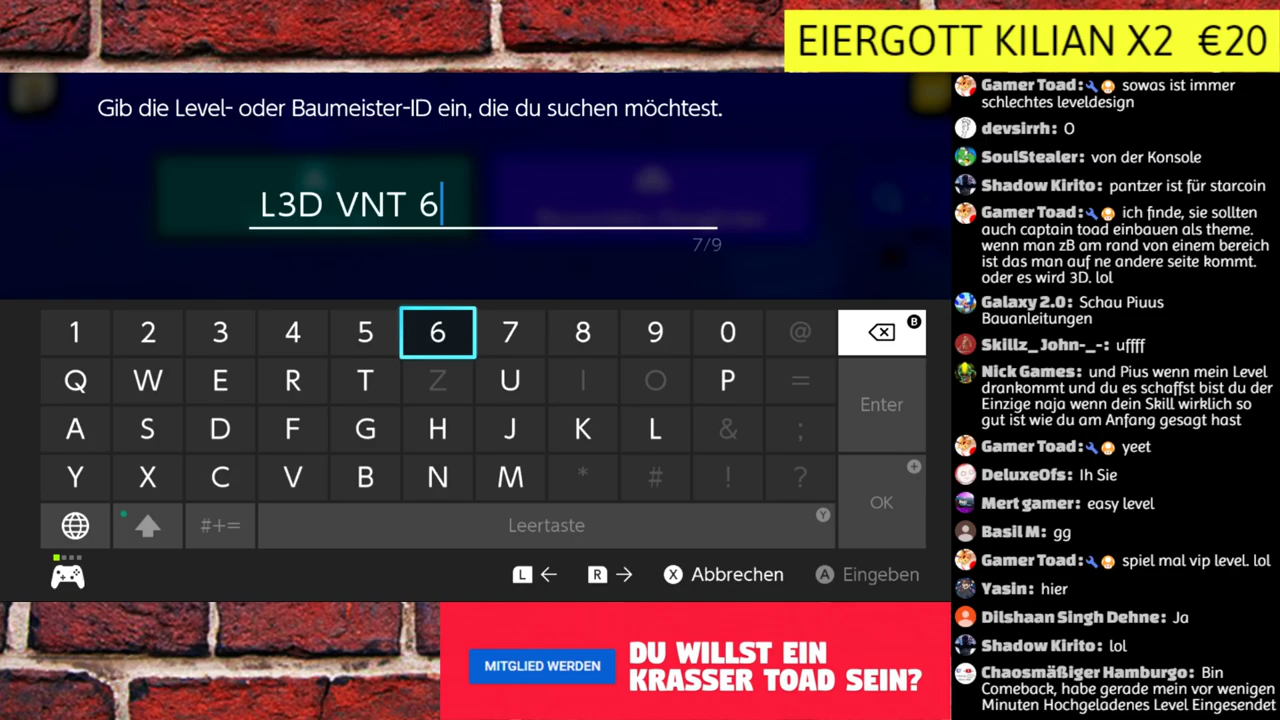 EIERGOTT KILIAN X2 €20
Gib die Level- oder Baumeister-ID ein, die du suchen möchtest.
L3D VNT 6
7/9
1 2 3 4 5 6 7 8 9 0 @ B
Q W E R T Z U I O P =
Enter
A S D F G H J K L & ;
Y X C V B N M * # ! ?
OK
#+= Leertaste Y
L R X Abbrechen A Eingeben
MITGLIED WERDEN
DU WILLST EIN
KRASSER TOAD SEIN?
Gamer Toad: sowas ist immer
schlechtes leveldesign
devsirrh: O
SoulStealer: von der Konsole
Shadow Kirito: pantzer ist für starcoin
Gamer Toad: ich finde, sie sollten
auch captain toad einbauen als theme.
wenn man zB am rand von einem bereich
ist das man auf ne andere seite kommt.
oder es wird 3D. lol
Galaxy 2.0: Schau Piuus
Bauanleitungen
Skillz_John-_-: uffff
Nick Games: und Pius wenn mein Level
drankommt und du es schaffst bist du der
Einzige naja wenn dein Skill wirklich so
gut ist wie du am Anfang gesagt hast
Gamer Toad: yeet
DeluxeOfs: Ih Sie
Mert gamer: easy level
Basil M: gg
Gamer Toad: spiel mal vip level. lol
Yasin: hier
Dilshaan Singh Dehne: Ja
Shadow Kirito: lol
Chaosmäßiger Hamburgo: Bin
Comeback, habe gerade mein vor wenigen
Minuten Hochgeladenes Level Eingesendet